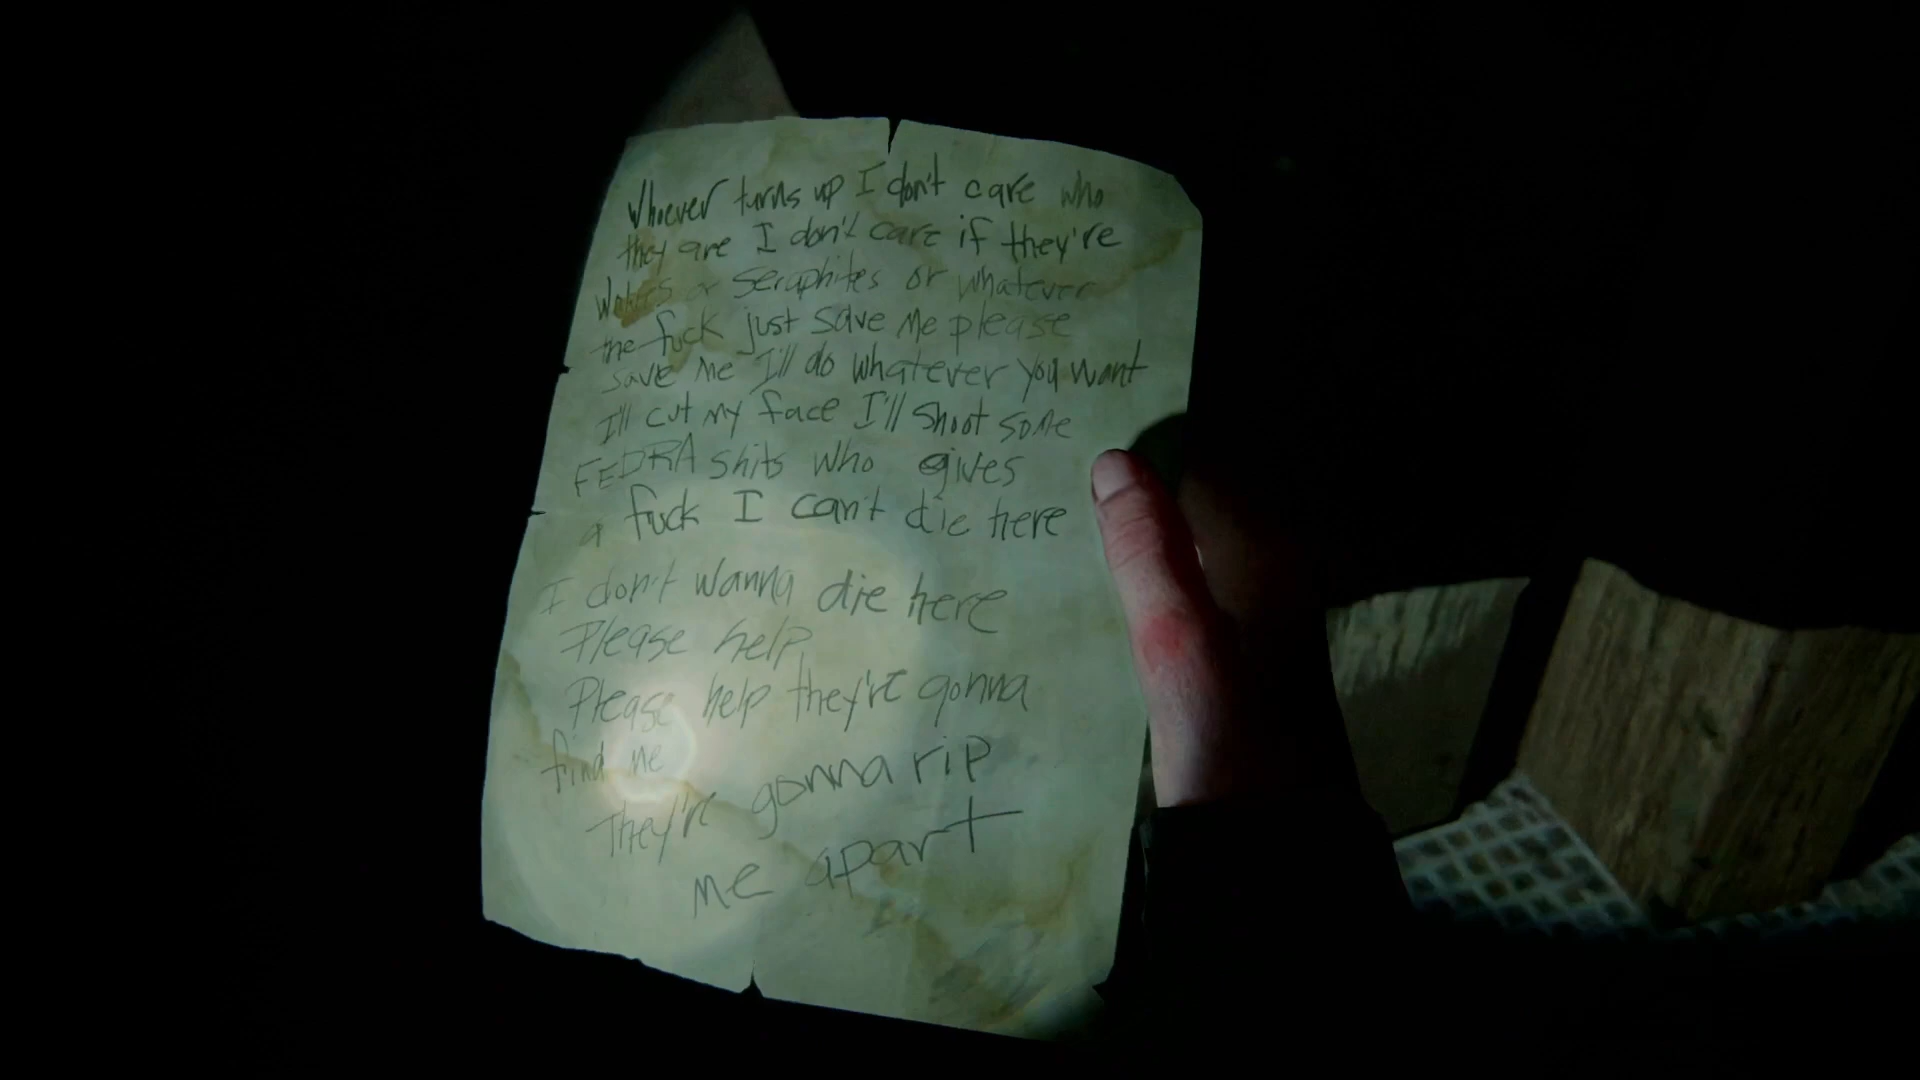 Whoever turns up I don't care who
they are I don't care if they're
Wolves or Seraphites or whatever
the fuck just save me please
save me I'll do whatever you want
I'll cut my face I'll shoot some
FEDRA shits who gives
a fuck I can't die here
I don't wanna die here
Please help
Please help they're gonna
find me
They're gonna rip
me apart